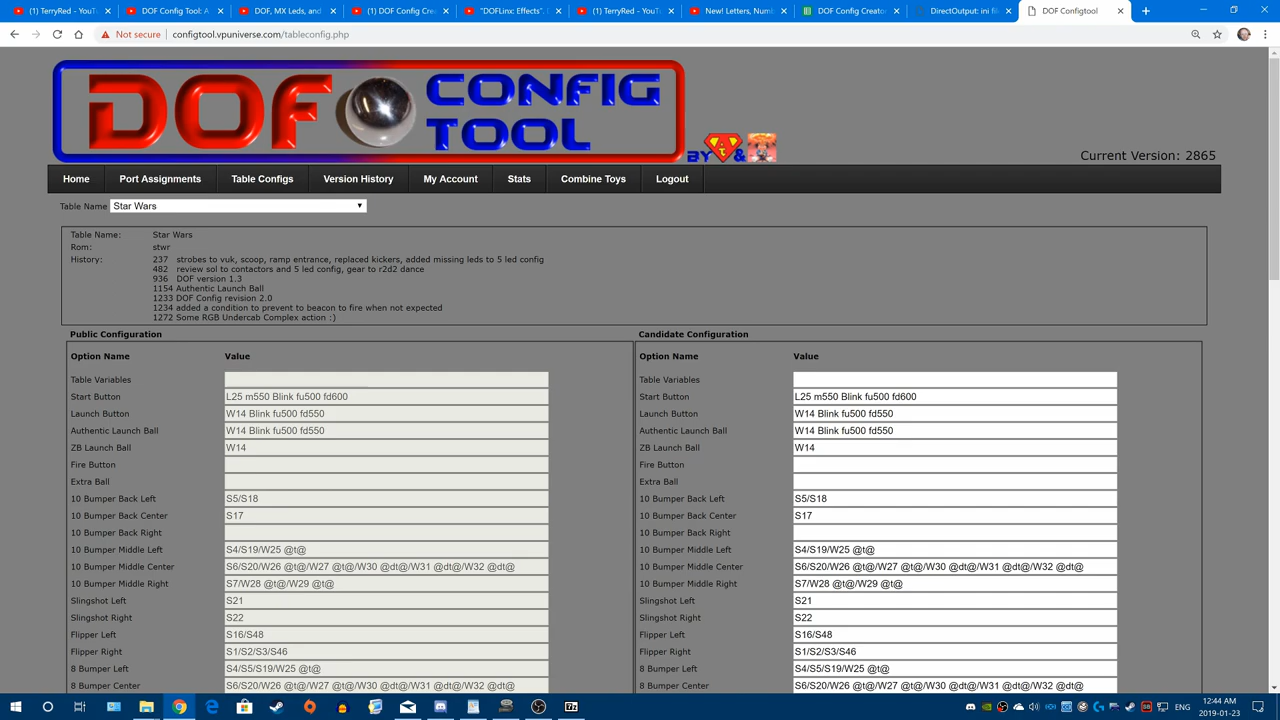 (1) TerryRed - YouT
DOF Config Tool: A
DOF, MX Leds, and
(1) DOF Config Cre
"DOFLinx: Effects". D
(1) TerryRed - YouT
New! Letters, Num
DOF Config Creator
DirectOutput: ini fil
DOF Configtool
Not secure | configtool.vpuniverse.com/tableconfig.php
DOF CONFIG TOOL
BY & 
Current Version: 2865
Home Port Assignments Table Configs Version History My Account Stats Combine Toys Logout
Table Name Star Wars
Table Name: Star Wars
Rom: stwr
History: 237 strobes to vuk, scoop, ramp entrance, replaced kickers, added missing leds to 5 led config
482 review sol to contactors and 5 led config, gear to r2d2 dance
936 DOF version 1.3
1154 Authentic Launch Ball
1233 DOF Config revision 2.0
1234 added a condition to prevent to beacon to fire when not expected
1272 Some RGB Undercab Complex action :)
Public Configuration
Option Name Value
Table Variables
Start Button L25 m550 Blink fu500 fd600
Launch Button W14 Blink fu500 fd550
Authentic Launch Ball W14 Blink fu500 fd550
ZB Launch Ball W14
Fire Button
Extra Ball
10 Bumper Back Left S5/S18
10 Bumper Back Center S17
10 Bumper Back Right
10 Bumper Middle Left S4/S19/W25 @t@
10 Bumper Middle Center S6/S20/W26 @t@/W27 @t@/W30 @dt@/W31 @dt@/W32 @dt@
10 Bumper Middle Right S7/W28 @t@/W29 @t@
Slingshot Left S21
Slingshot Right S22
Flipper Left S16/S48
Flipper Right S1/S2/S3/S46
8 Bumper Left S4/S5/S19/W25 @t@
8 Bumper Center S6/S20/W26 @t@/W27 @t@/W30 @dt@/W31 @dt@/W32 @dt@
Candidate Configuration
Option Name Value
Table Variables
Start Button L25 m550 Blink fu500 fd600
Launch Button W14 Blink fu500 fd550
Authentic Launch Ball W14 Blink fu500 fd550
ZB Launch Ball W14
Fire Button
Extra Ball
10 Bumper Back Left S5/S18
10 Bumper Back Center S17
10 Bumper Back Right
10 Bumper Middle Left S4/S19/W25 @t@
10 Bumper Middle Center S6/S20/W26 @t@/W27 @t@/W30 @dt@/W31 @dt@/W32 @dt@
10 Bumper Middle Right S7/W28 @t@/W29 @t@
Slingshot Left S21
Slingshot Right S22
Flipper Left S16/S48
Flipper Right S1/S2/S3/S46
8 Bumper Left S4/S5/S19/W25 @t@
8 Bumper Center S6/S20/W26 @t@/W27 @t@/W30 @dt@/W31 @dt@/W32 @dt@
12:44 AM
2019-01-23